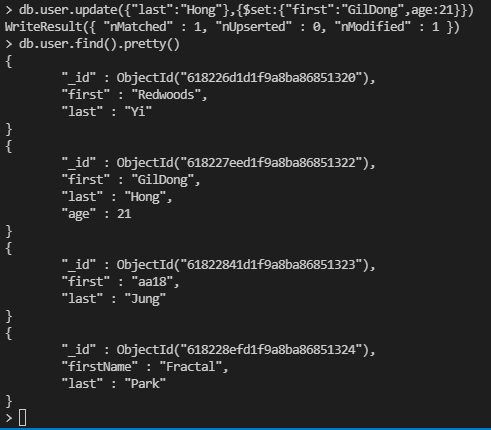 > db.user.update({"last":"Hong"},{$set:{"first":"GilDong",age:21}})
WriteResult({ "nMatched" : 1, "nUpserted" : 0, "nModified" : 1 })
> db.user.find().pretty()
{
        "_id" : ObjectId("618226d1d1f9a8ba86851320"),
        "first" : "Redwoods",
        "last" : "Yi"
}
{
        "_id" : ObjectId("618227eed1f9a8ba86851322"),
        "first" : "GilDong",
        "last" : "Hong",
        "age" : 21
}
{
        "_id" : ObjectId("61822841d1f9a8ba86851323"),
        "first" : "aa18",
        "last" : "Jung"
}
{
        "_id" : ObjectId("618228efd1f9a8ba86851324"),
        "firstName" : "Fractal",
        "last" : "Park"
}
>